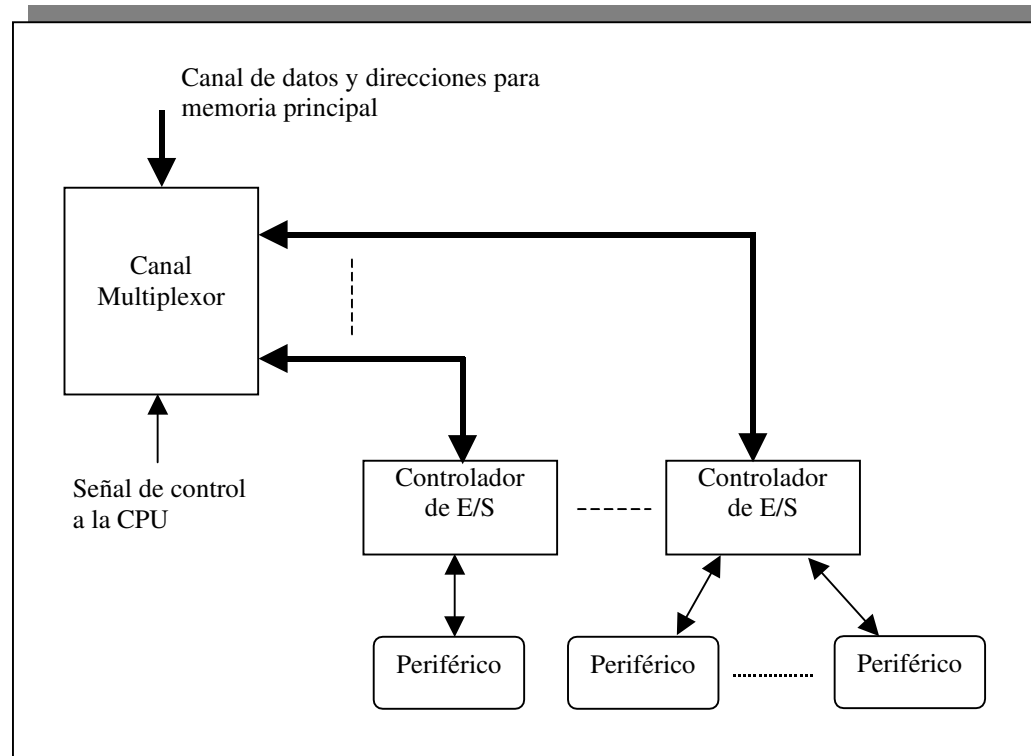 Canal de datos y direcciones para
memoria principal
Canal
Multiplexor
Señal de control
a la CPU
Controlador
de E/S
Controlador
de E/S
Periférico
Periférico
Periférico